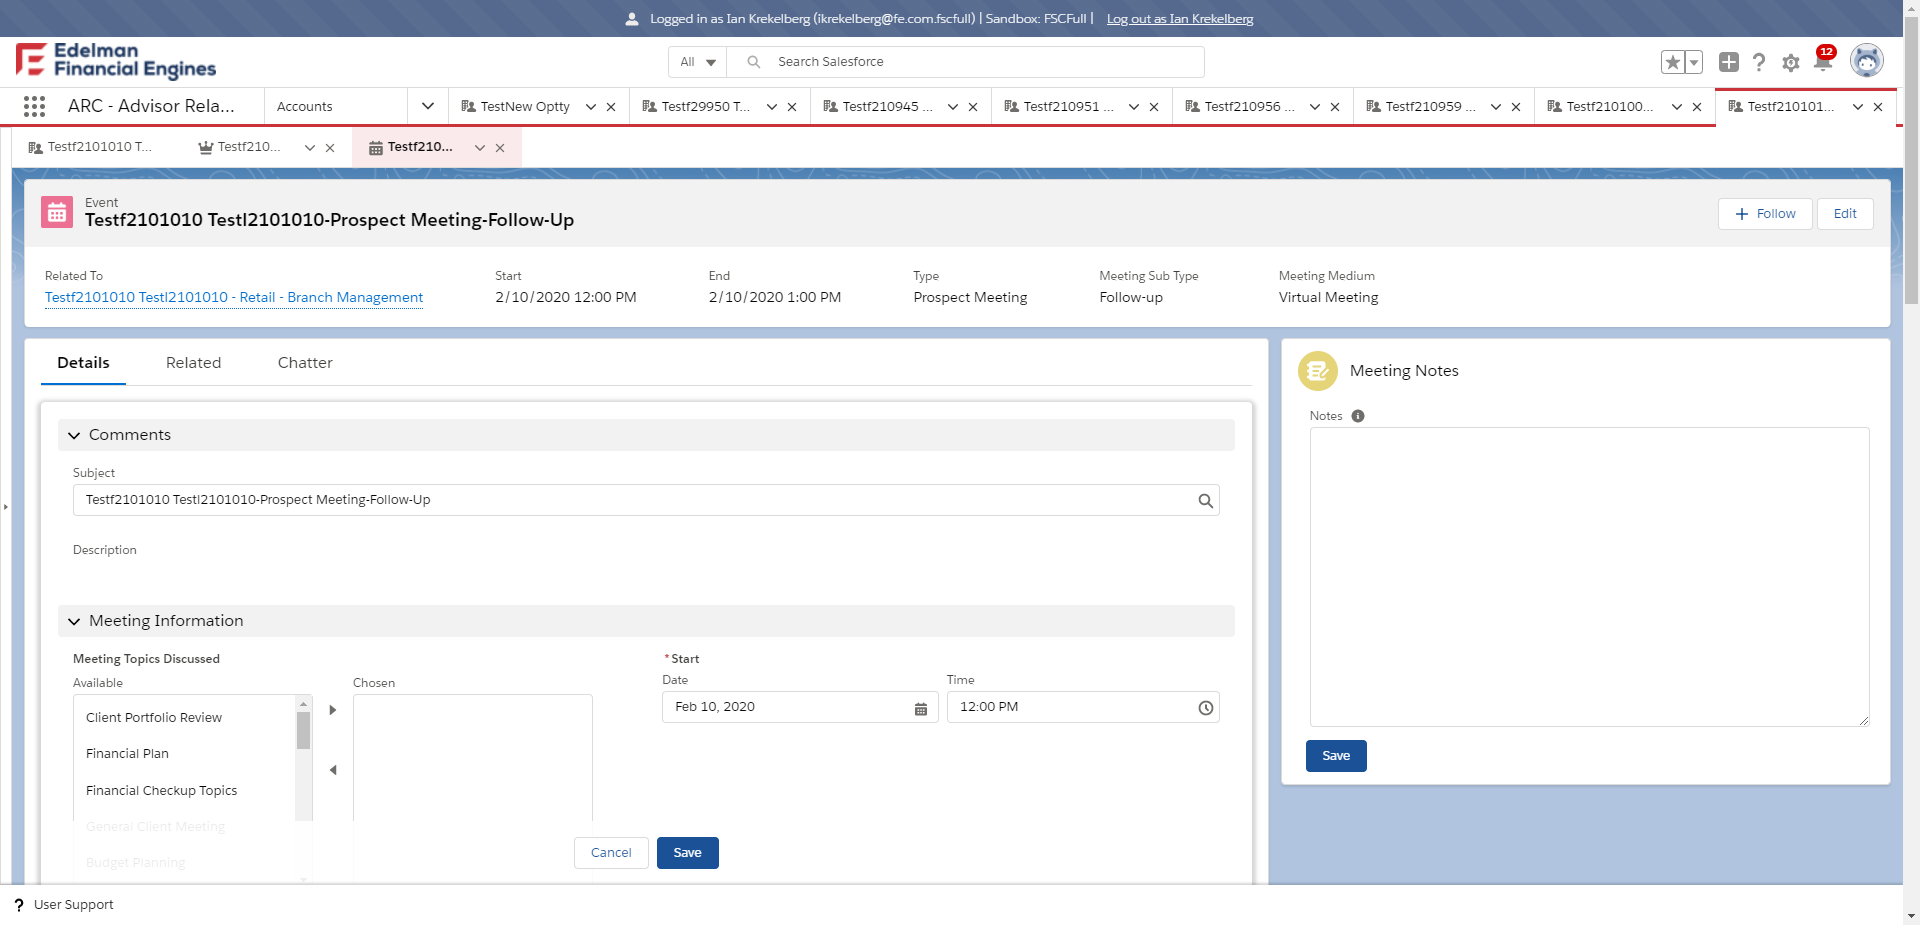 Logged in as Ian Krekelberg (ikrekelberg@fe.com.fscfull) | Sandbox: FSCFull | Log out as Ian Krekelberg
Edelman
Financial Engines
All
Search Salesforce
12
ARC - Advisor Rela...
Accounts
TestNew Optty
Testf29950 T...
Testf210945 ...
Testf210951 ...
Testf210956 ...
Testf210959 ...
Testf210100...
Testf210101...
Testf2101010 T...
Testf210...
Testf210...
Event
Testf2101010 Testl2101010-Prospect Meeting-Follow-Up
Follow
Edit
Related To
Testf2101010 Testl2101010 - Retail - Branch Management
Start
2/10/2020 12:00 PM
End
2/10/2020 1:00 PM
Type
Prospect Meeting
Meeting Sub Type
Follow-up
Meeting Medium
Virtual Meeting
Details
Related
Chatter
Comments
Subject
Testf2101010 Testl2101010-Prospect Meeting-Follow-Up
Description
Meeting Information
Meeting Topics Discussed
Available
Client Portfolio Review
Financial Plan
Financial Checkup Topics
General Client Meeting
Budget Planning
Chosen
*Start
Date
Feb 10, 2020
Time
12:00 PM
Cancel
Save
Meeting Notes
Notes
Save
? User Support